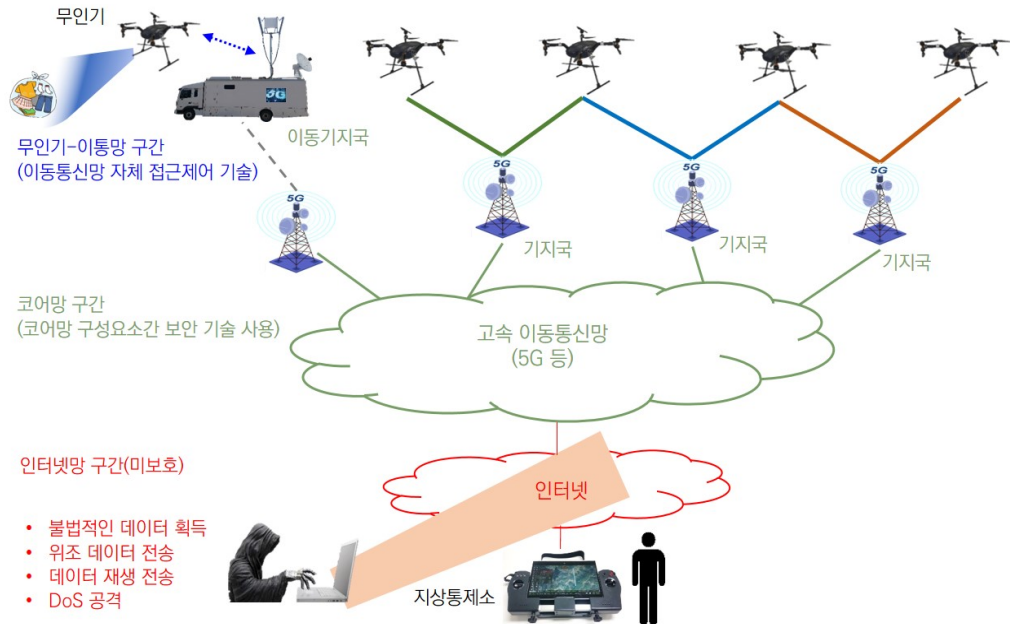 무인기
5G
이동기지국
무인기-이통망 구간
(이동통신망 자체 접근제어 기술)
5G
5G
5G
5G
기지국
기지국
기지국
코어망 구간
(코어망 구성요소간 보안 기술 사용)
고속 이동통신망
(5G 등)
인터넷망 구간(미보호)
인터넷
• 불법적인 데이터 획득
• 위조 데이터 전송
• 데이터 재생 전송
• DoS 공격
지상통제소